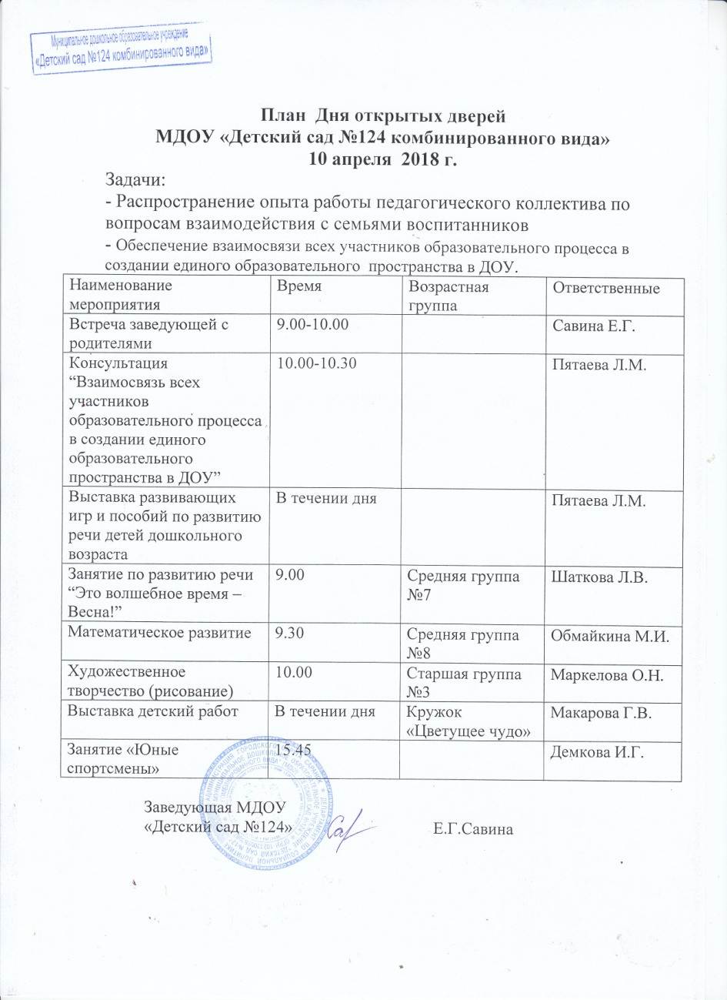 Муниципальное дошкольное образовательное учреждение
«Детский сад №124 комбинированного вида»
План Дня открытых дверей
МДОУ «Детский сад №124 комбинированного вида»
10 апреля 2018 г.
Задачи:
- Распространение опыта работы педагогического коллектива по
вопросам взаимодействия с семьями воспитанников
- Обеспечение взаимосвязи всех участников образовательного процесса в
создании единого образовательного пространства в ДОУ.
Наименование
мероприятия
Время
Возрастная
группа
Ответственные
Встреча заведующей с
родителями
9.00-10.00
Савина Е.Г.
Консультация
“Взаимосвязь всех
участников
образовательного процесса
в создании единого
образовательного
пространства в ДОУ”
10.00-10.30
Пятаева Л.М.
Выставка развивающих
игр и пособий по развитию
речи детей дошкольного
возраста
В течении дня
Пятаева Л.М.
Занятие по развитию речи
“Это волшебное время –
Весна!”
9.00
Средняя группа
№7
Шаткова Л.В.
Математическое развитие
9.30
Средняя группа
№8
Обмайкина М.И.
Художественное
творчество (рисование)
10.00
Старшая группа
№3
Маркелова О.Н.
Выставка детский работ
В течении дня
Кружок
«Цветущее чудо»
Макарова Г.В.
Занятие «Юные
спортсмены»
15.45
Демкова И.Г.
Заведующая МДОУ
«Детский сад №124»
Е.Г.Савина